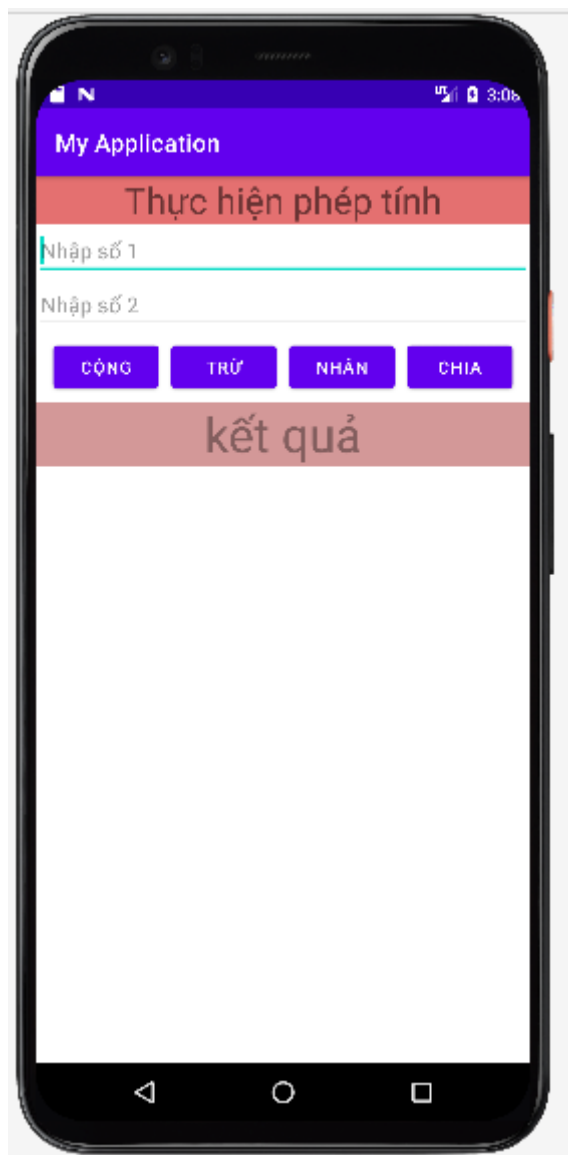 N 3:08
My Application
Thực hiện phép tính
Nhập số 1
Nhập số 2
CỘNG TRỪ NHÂN CHIA
kết quả